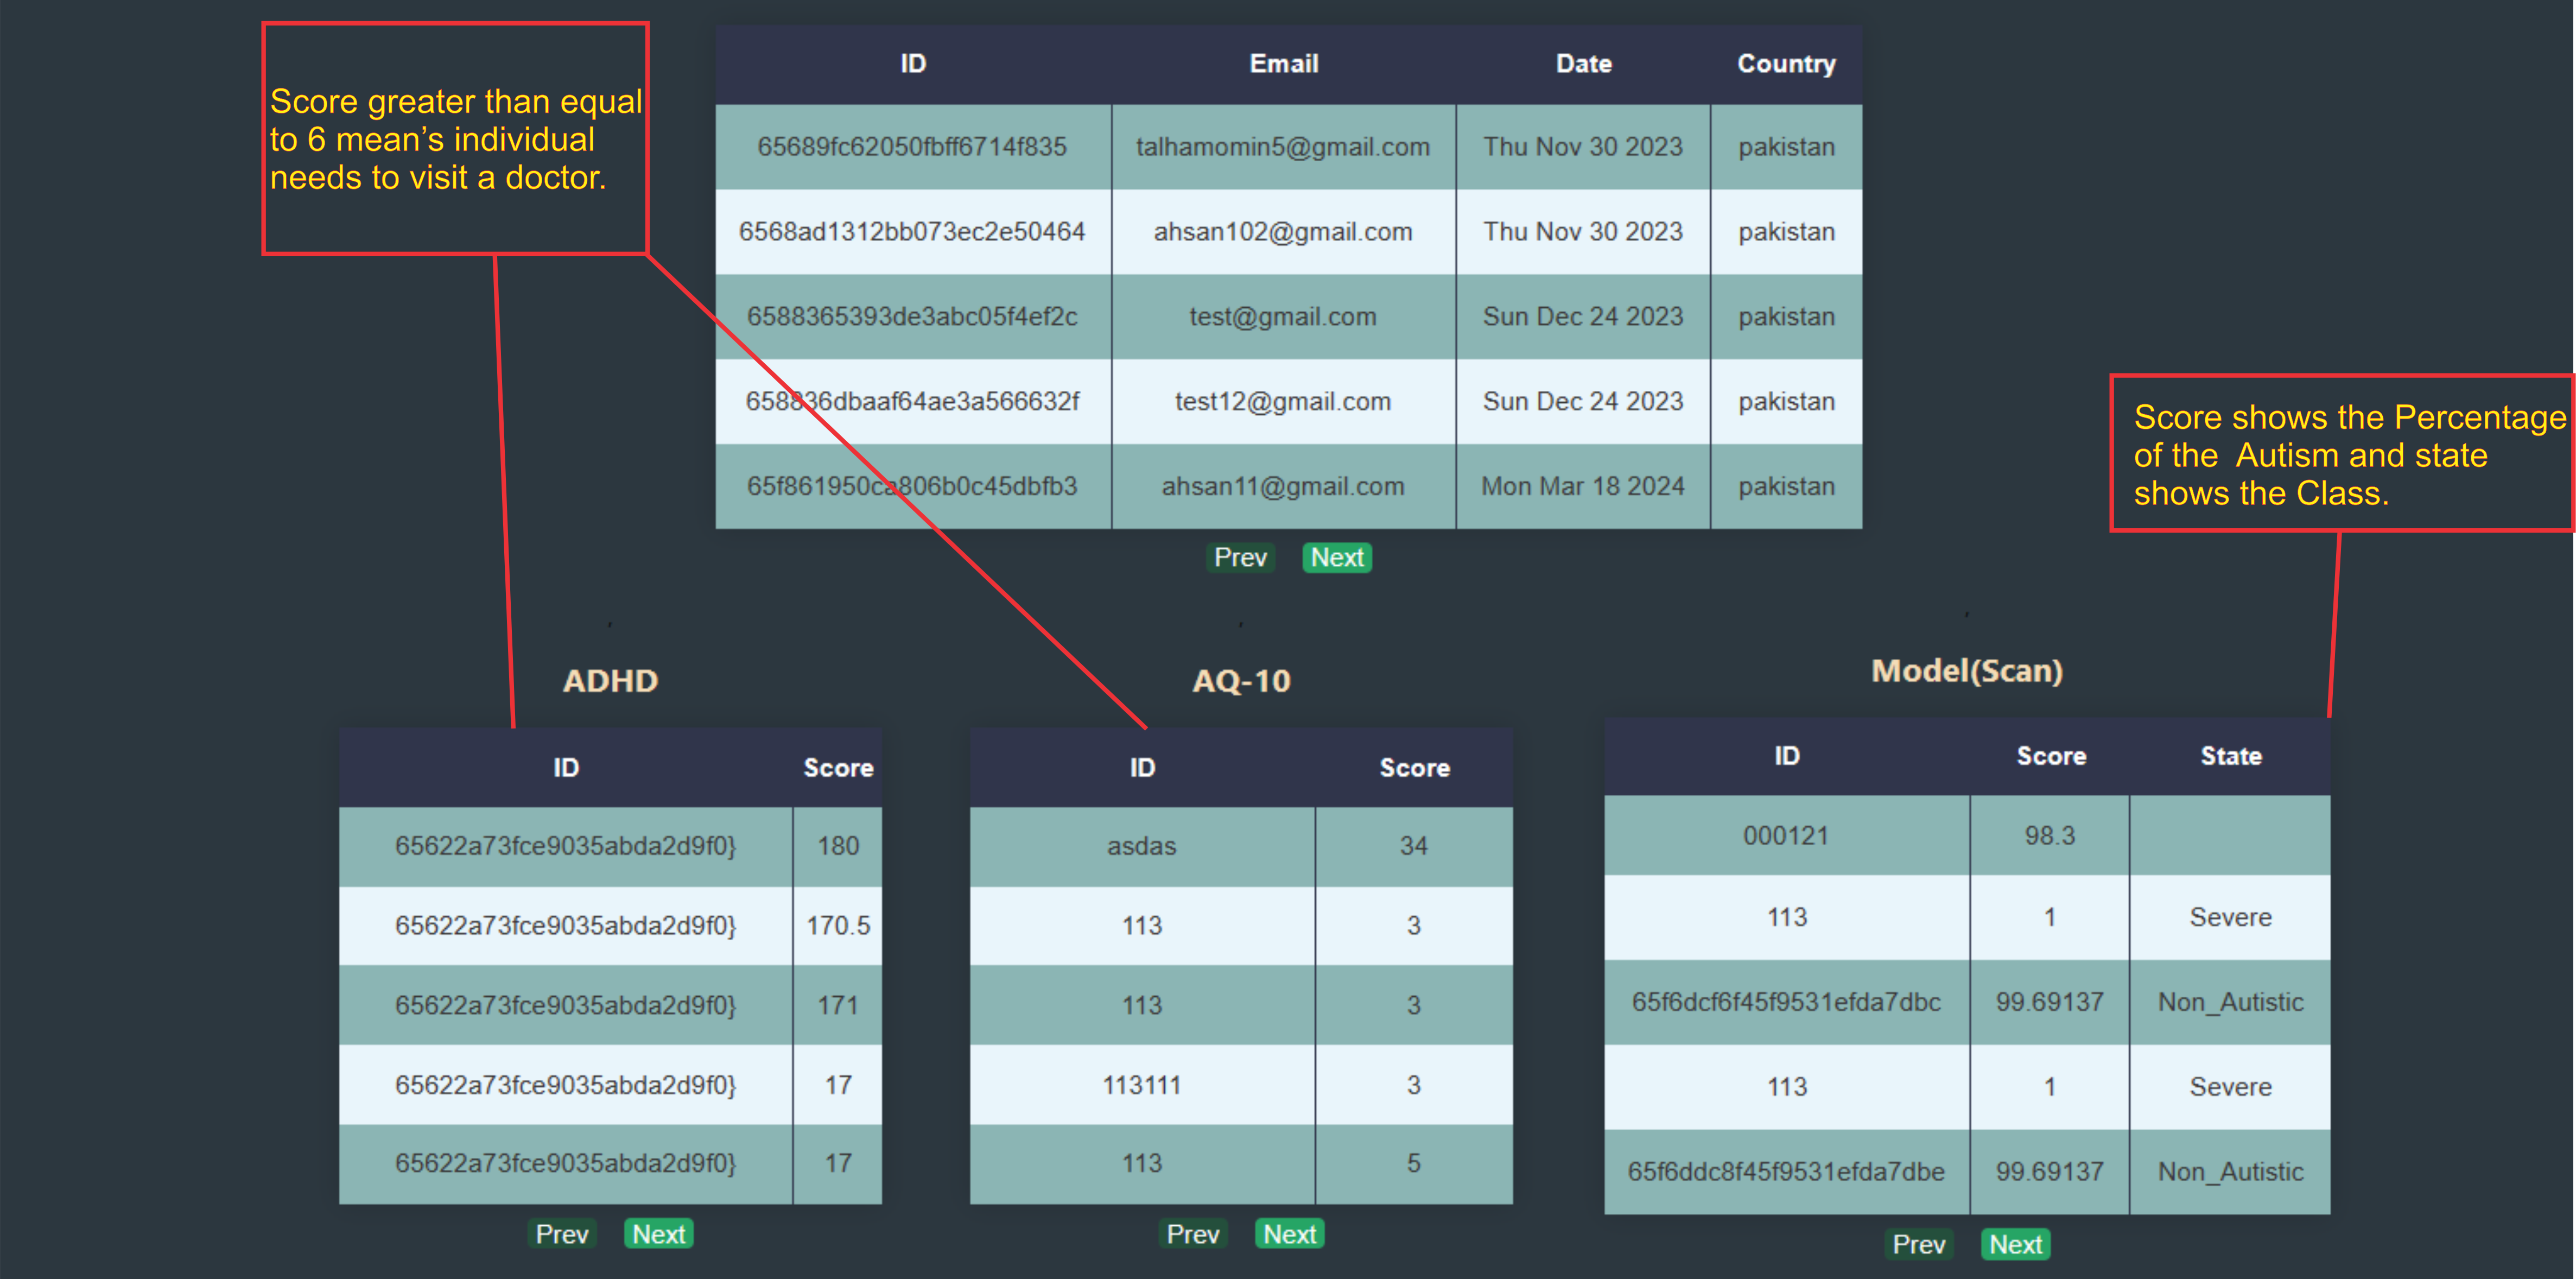 Score greater than equal
to 6 mean's individual
needs to visit a doctor.
ID Email Date Country
65689fc62050fbff6714f835 talhamomin5@gmail.com Thu Nov 30 2023 pakistan
6568ad1312bb073ec2e50464 ahsan102@gmail.com Thu Nov 30 2023 pakistan
6588365393de3abc05f4ef2c test@gmail.com Sun Dec 24 2023 pakistan
658836dbaaf64ae3a566632f test12@gmail.com Sun Dec 24 2023 pakistan
65f861950ca806b0c45dbfb3 ahsan11@gmail.com Mon Mar 18 2024 pakistan
Prev Next
Score shows the Percentage
of the Autism and state
shows the Class.
ADHD
ID Score
65622a73fce9035abda2d9f0} 180
65622a73fce9035abda2d9f0} 170.5
65622a73fce9035abda2d9f0} 171
65622a73fce9035abda2d9f0} 17
65622a73fce9035abda2d9f0} 17
Prev Next
AQ-10
ID Score
asdas 34
113 3
113 3
113111 3
113 5
Prev Next
Model(Scan)
ID Score State
000121 98.3
113 1 Severe
65f6dcf6f45f9531efda7dbc 99.69137 Non_Autistic
113 1 Severe
65f6ddc8f45f9531efda7dbe 99.69137 Non_Autistic
Prev Next